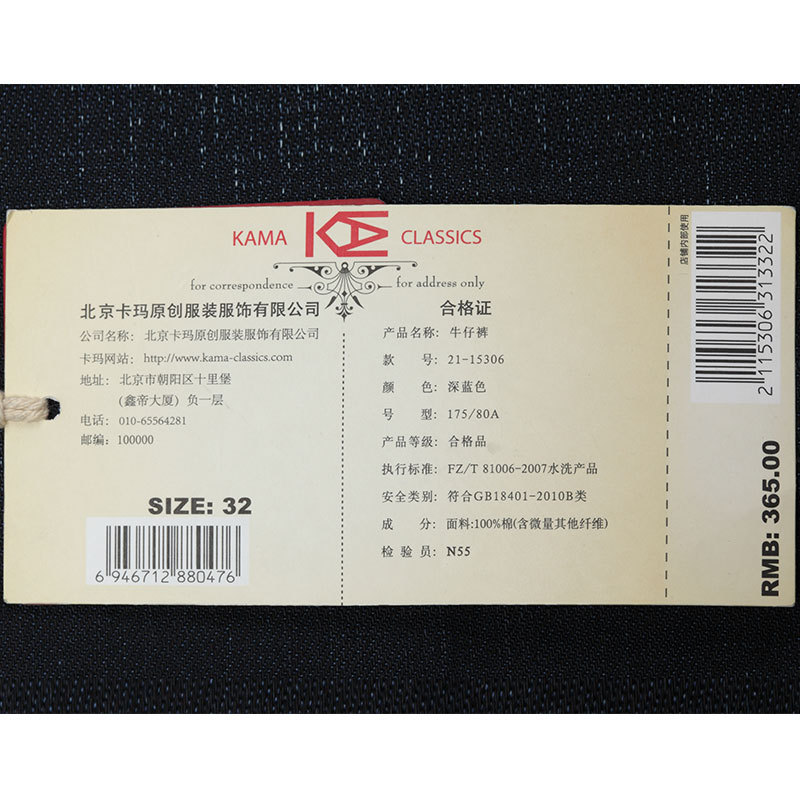 KAMA KA CLASSICS
for correspondence for address only
北京卡玛原创服装服饰有限公司
公司名称: 北京卡玛原创服装服饰有限公司
卡玛网站: http://www.kama-classics.com
地址: 北京市朝阳区十里堡
(鑫帝大厦) 负一层
电话: 010-65564281
邮编: 100000
SIZE: 32
6 946712 880476
合格证
产品名称: 牛仔裤
款 号: 21-15306
颜 色: 深蓝色
号 型: 175/80A
产品等级: 合格品
执行标准: FZ/T 81006-2007水洗产品
安全类别: 符合GB18401-2010B类
成 分: 面料:100%棉(含微量其他纤维)
检 验 员: N55
店铺内部使用
2 115306 313322
RMB: 365.00